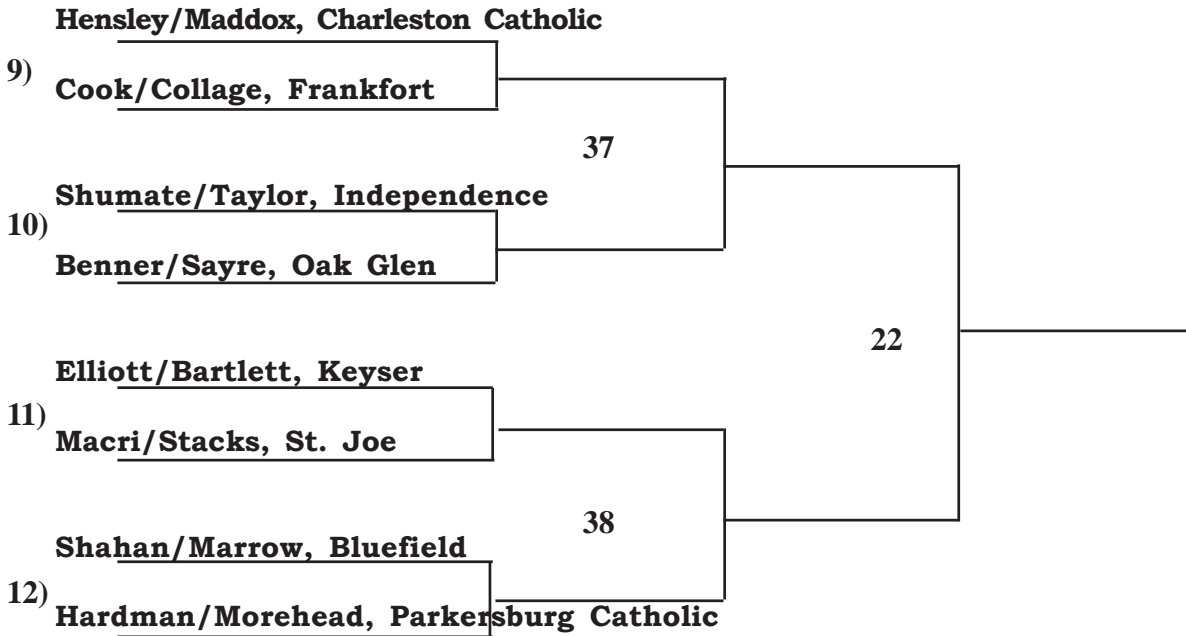 Hensley/Maddox, Charleston Catholic
9)
Cook/Collage, Frankfort
37
Shumate/Taylor, Independence
10)
Benner/Sayre, Oak Glen
22
Elliott/Bartlett, Keyser
11)
Macri/Stacks, St. Joe
38
Shahan/Marrow, Bluefield
12)
Hardman/Morehead, Parkersburg Catholic